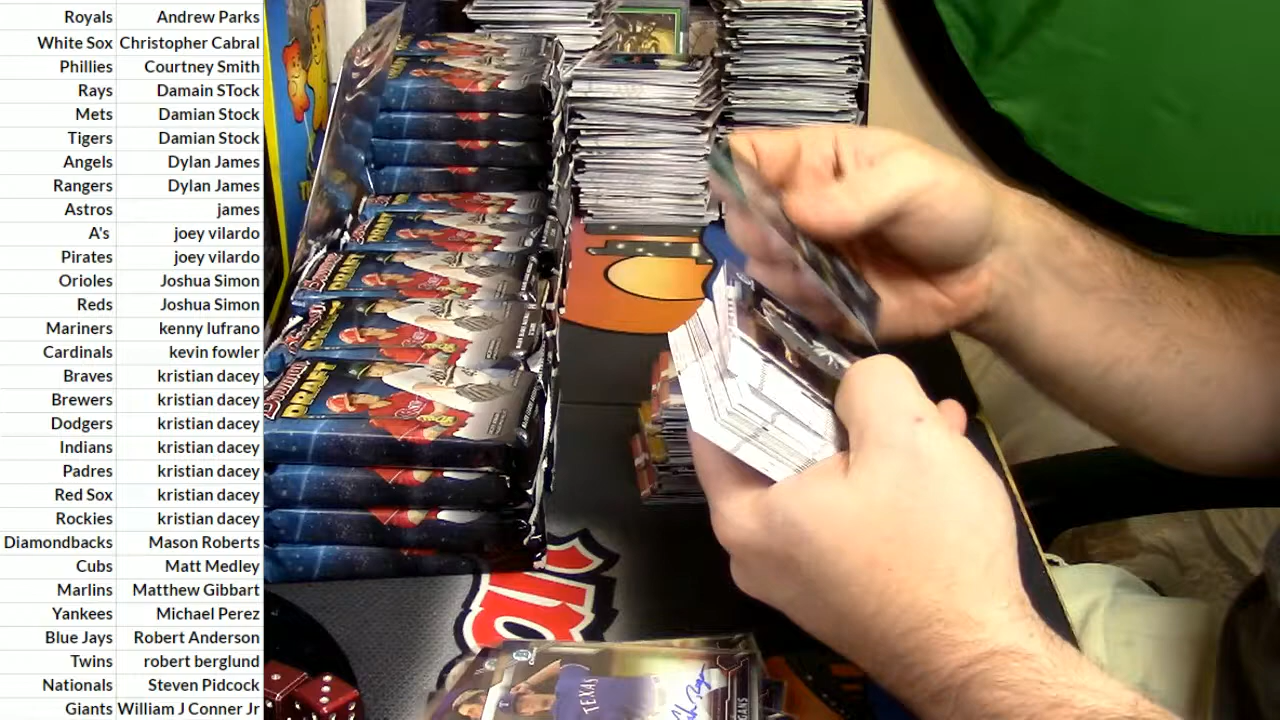 Royals Andrew Parks
White Sox Christopher Cabral
Phillies Courtney Smith
Rays Damain STock
Mets Damian Stock
Tigers Damian Stock
Angels Dylan James
Rangers Dylan James
Astros james
A's joey vilardo
Pirates joey vilardo
Orioles Joshua Simon
Reds Joshua Simon
Mariners kenny lufrano
Cardinals kevin fowler
Braves kristian dacey
Brewers kristian dacey
Dodgers kristian dacey
Indians kristian dacey
Padres kristian dacey
Red Sox kristian dacey
Rockies kristian dacey
Diamondbacks Mason Roberts
Cubs Matt Medley
Marlins Matthew Gibbart
Yankees Michael Perez
Blue Jays Robert Anderson
Twins robert berglund
Nationals Steven Pidcock
Giants William J Conner Jr
DRAFT
Bowman
DRAFT
Bowman
DRAFT
Bowman
DRAFT
TEXAS